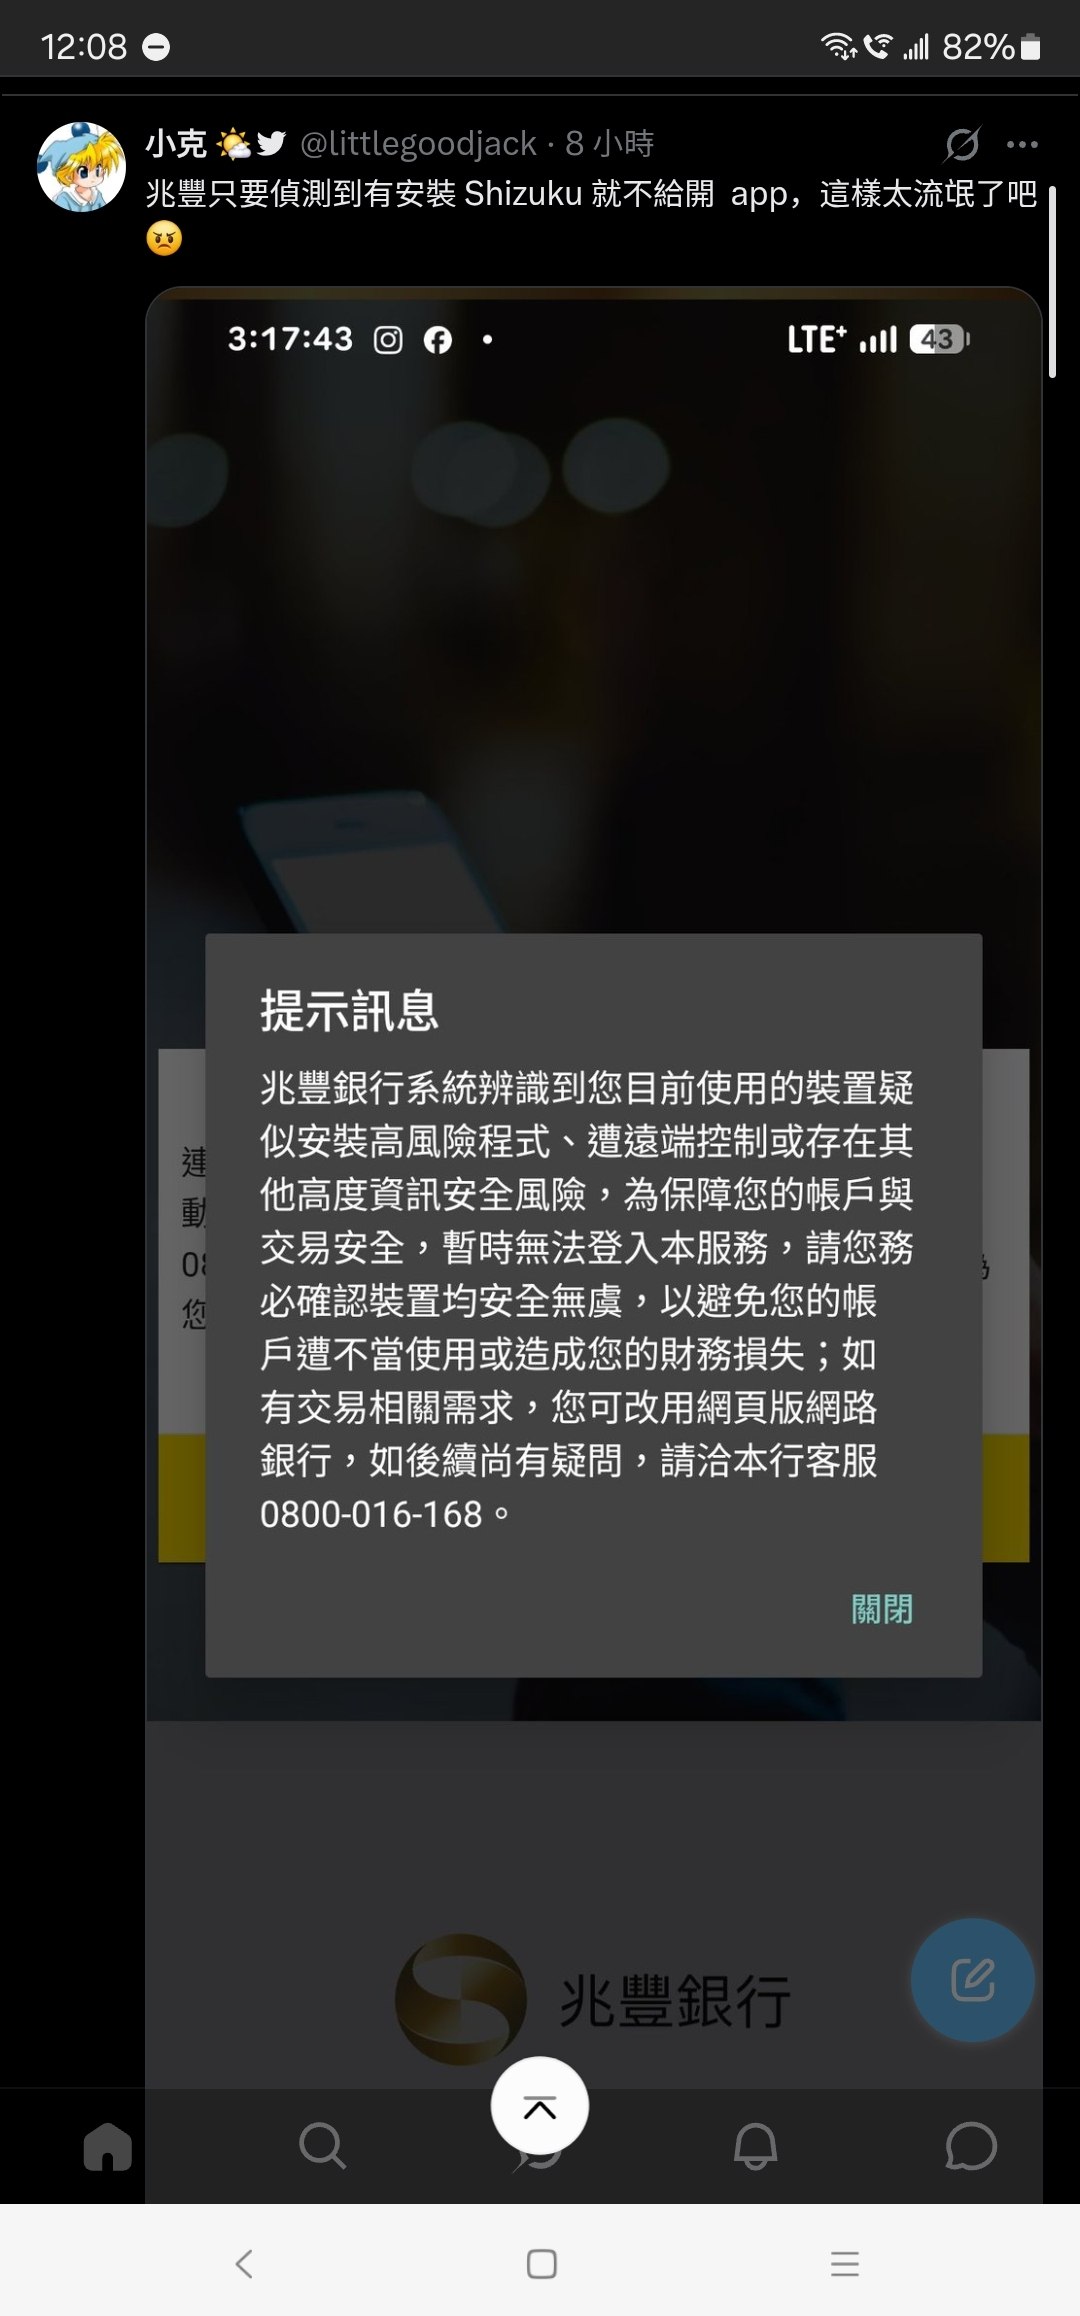 12:08
82%
小克 @littlegoodjack · 8 小時
兆豐只要偵測到有安裝 Shizuku 就不給開 app，這樣太流氓了吧
3:17:43
LTE+ 43
提示訊息
兆豐銀行系統辨識到您目前使用的裝置疑
似安裝高風險程式、遭遠端控制或存在其
他高度資訊安全風險，為保障您的帳戶與
交易安全，暫時無法登入本服務，請您務
必確認裝置均安全無虞，以避免您的帳
戶遭不當使用或造成您的財務損失；如
有交易相關需求，您可改用網頁版網路
銀行，如後續尚有疑問，請洽本行客服
0800-016-168。
關閉
連
動
08
您
兆豐銀行